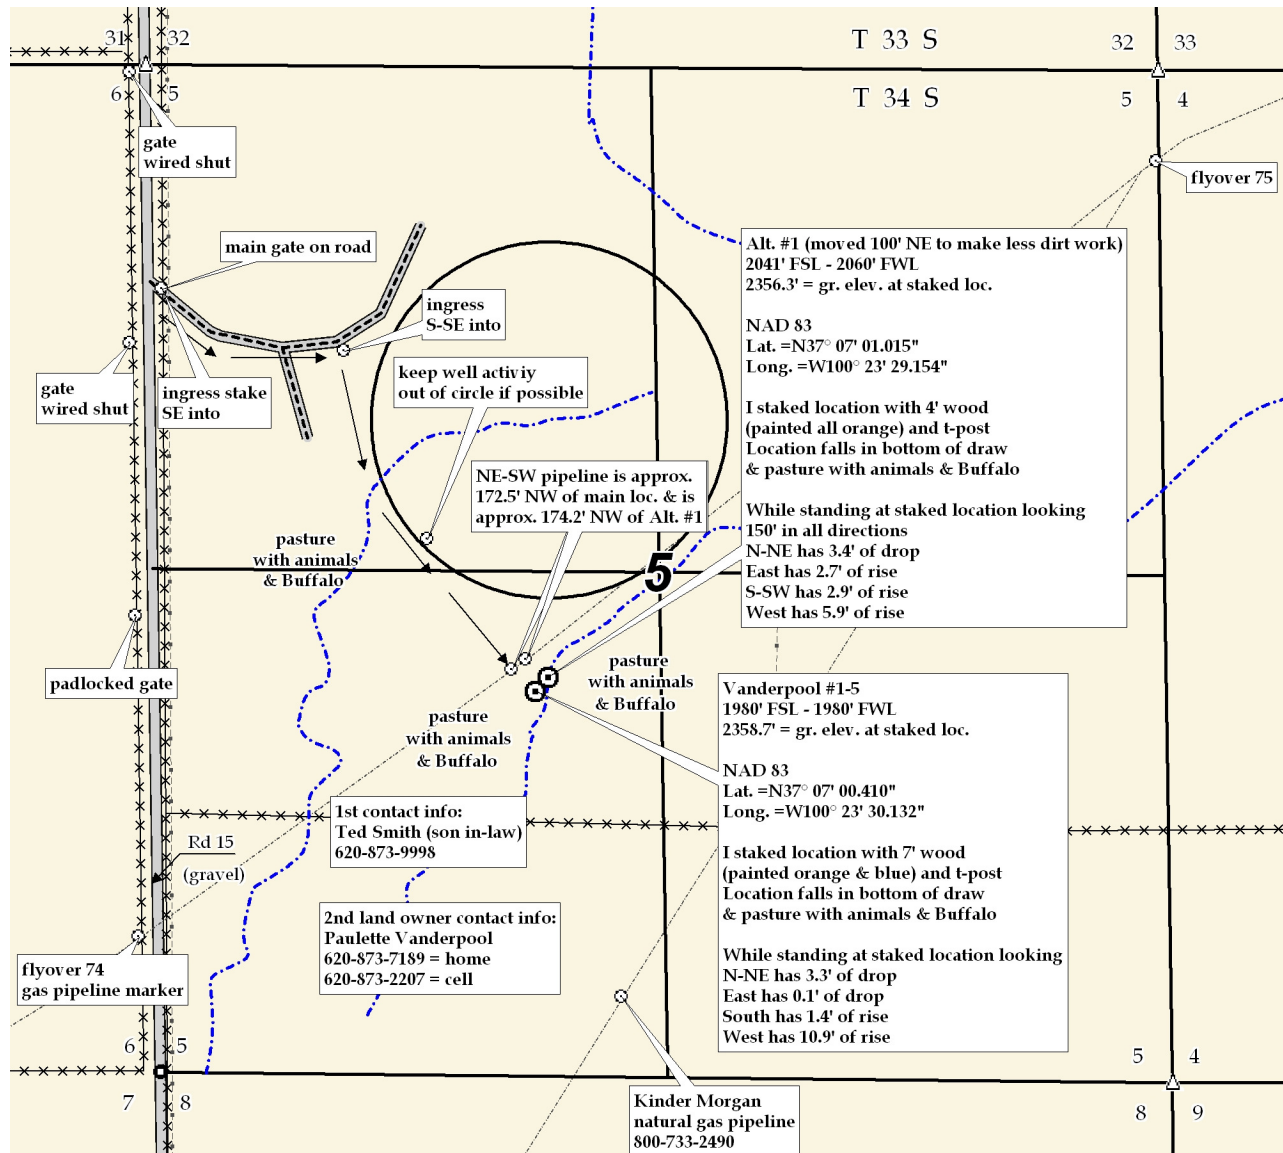 T 33 S
31
32
32
33
6
5
T 34 S
5
4
gate
wired shut
flyover 75
main gate on road
Alt. #1 (moved 100' NE to make less dirt work)
2041' FSL - 2060' FWL
2356.3' = gr. elev. at staked loc.
NAD 83
Lat. =N37° 07' 01.015"
Long. =W100° 23' 29.154"
I staked location with 4' wood
(painted all orange) and t-post
Location falls in bottom of draw
& pasture with animals & Buffalo
While standing at staked location looking
150' in all directions
N-NE has 3.4' of drop
East has 2.7' of rise
S-SW has 2.9' of rise
West has 5.9' of rise
ingress
S-SE into
gate
wired shut
ingress stake
SE into
keep well activiy
out of circle if possible
NE-SW pipeline is approx.
172.5' NW of main loc. & is
approx. 174.2' NW of Alt. #1
pasture
with animals
& Buffalo
5
padlocked gate
pasture
with animals
& Buffalo
pasture
with animals
& Buffalo
Vanderpool #1-5
1980' FSL - 1980' FWL
2358.7' = gr. elev. at staked loc.
NAD 83
Lat. =N37° 07' 00.410"
Long. =W100° 23' 30.132"
I staked location with 7' wood
(painted orange & blue) and t-post
Location falls in bottom of draw
& pasture with animals & Buffalo
While standing at staked location looking
N-NE has 3.3' of drop
East has 0.1' of drop
South has 1.4' of rise
West has 10.9' of rise
1st contact info:
Ted Smith (son in-law)
620-873-9998
Rd 15
(gravel)
2nd land owner contact info:
Paulette Vanderpool
620-873-7189 = home
620-873-2207 = cell
flyover 74
gas pipeline marker
6
5
5
4
7
8
8
9
Kinder Morgan
natural gas pipeline
800-733-2490